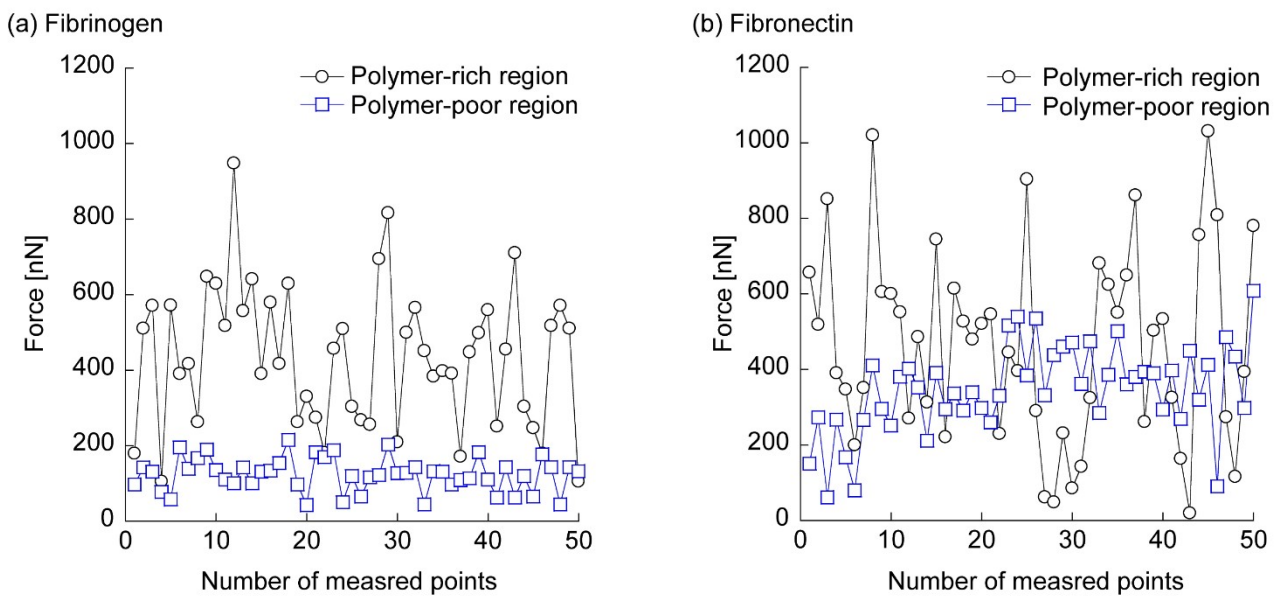 (a) Fibrinogen
1200
1000
800
600
400
200
0
Force [nN]
Polymer-rich region
Polymer-poor region
0 10 20 30 40 50
Number of measred points
(b) Fibronectin
1200
1000
800
600
400
200
0
Force [nN]
Polymer-rich region
Polymer-poor region
0 10 20 30 40 50
Number of measred points